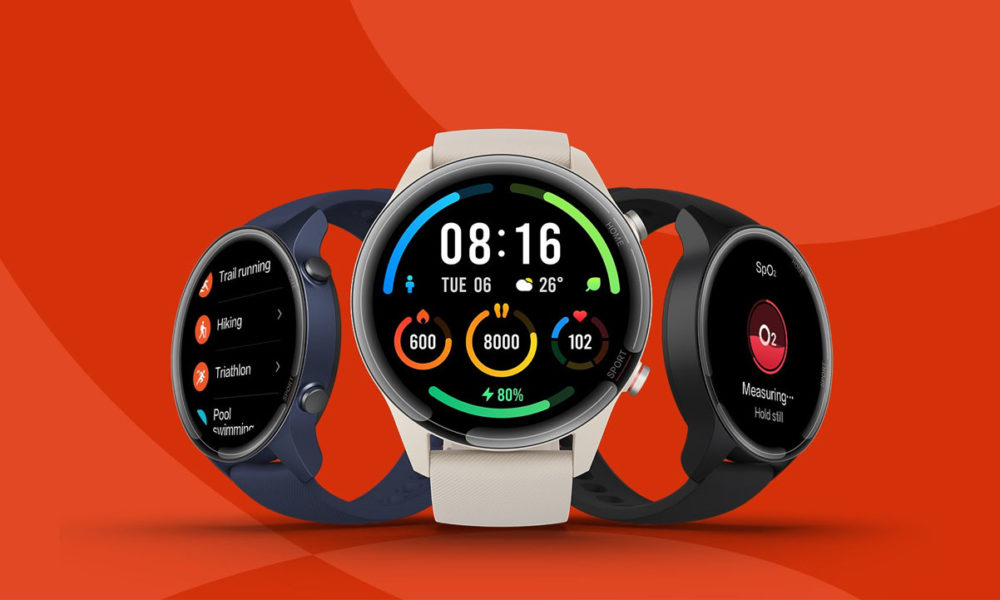 Trail running
Hiking
Triathlon
Pool
swimming
SPORT
08:16
TUE 06
26°
600
8000
102
80%
HOME
SPORT
SpO₂
O₂
Measuring···
Hold still